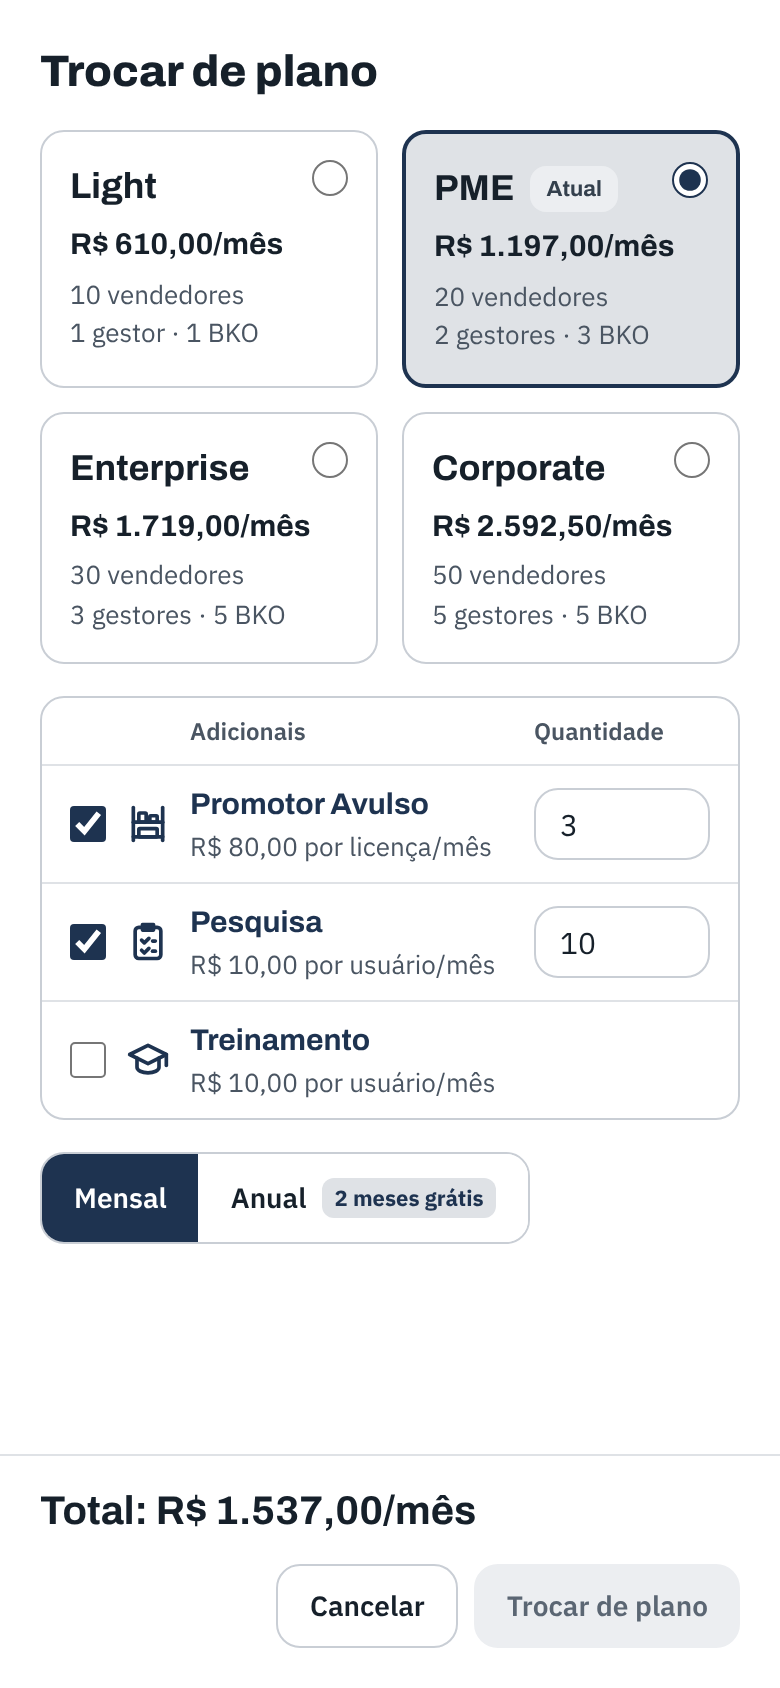 Trocar de plano
Light
R$ 610,00/mês
10 vendedores
1 gestor · 1 BKO
PME Atual
R$ 1.197,00/mês
20 vendedores
2 gestores · 3 BKO
Enterprise
R$ 1.719,00/mês
30 vendedores
3 gestores · 5 BKO
Corporate
R$ 2.592,50/mês
50 vendedores
5 gestores · 5 BKO
Adicionais Quantidade
Promotor Avulso
R$ 80,00 por licença/mês
3
Pesquisa
R$ 10,00 por usuário/mês
10
Treinamento
R$ 10,00 por usuário/mês
Mensal Anual 2 meses grátis
Total: R$ 1.537,00/mês
Cancelar Trocar de plano